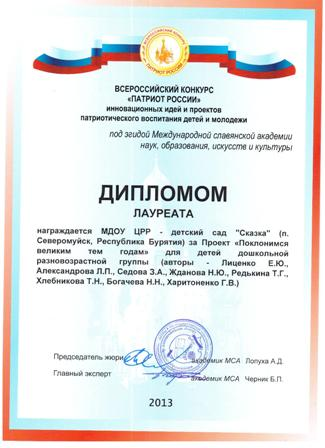 ВСЕРОССИЙСКИЙ КОНКУРС
«ПАТРИОТ РОССИИ»
инновационных идей и проектов
патриотического воспитания детей и молодежи
под эгидой Международной славянской академии
наук, образования, искусств и культуры
ДИПЛОМОМ
ЛАУРЕАТА
награждается МДОУ ЦРР - детский сад "Сказка" (п.
Северомуйск, Республика Бурятия) за Проект «Поклонимся
великим тем годам» для детей дошкольной
разновозрастной группы (авторы - Лиценко Е.Ю.,
Александрова Л.П., Седова З.А., Жданова Н.Ю., Редькина Т.Г.,
Хлебникова Т.Н., Богачева Н.Н., Харитоненко Г.В.)
Председатель жюри академик МСА Лопуха А.Д.
Главный эксперт академик МСА Черник Б.П.
2013